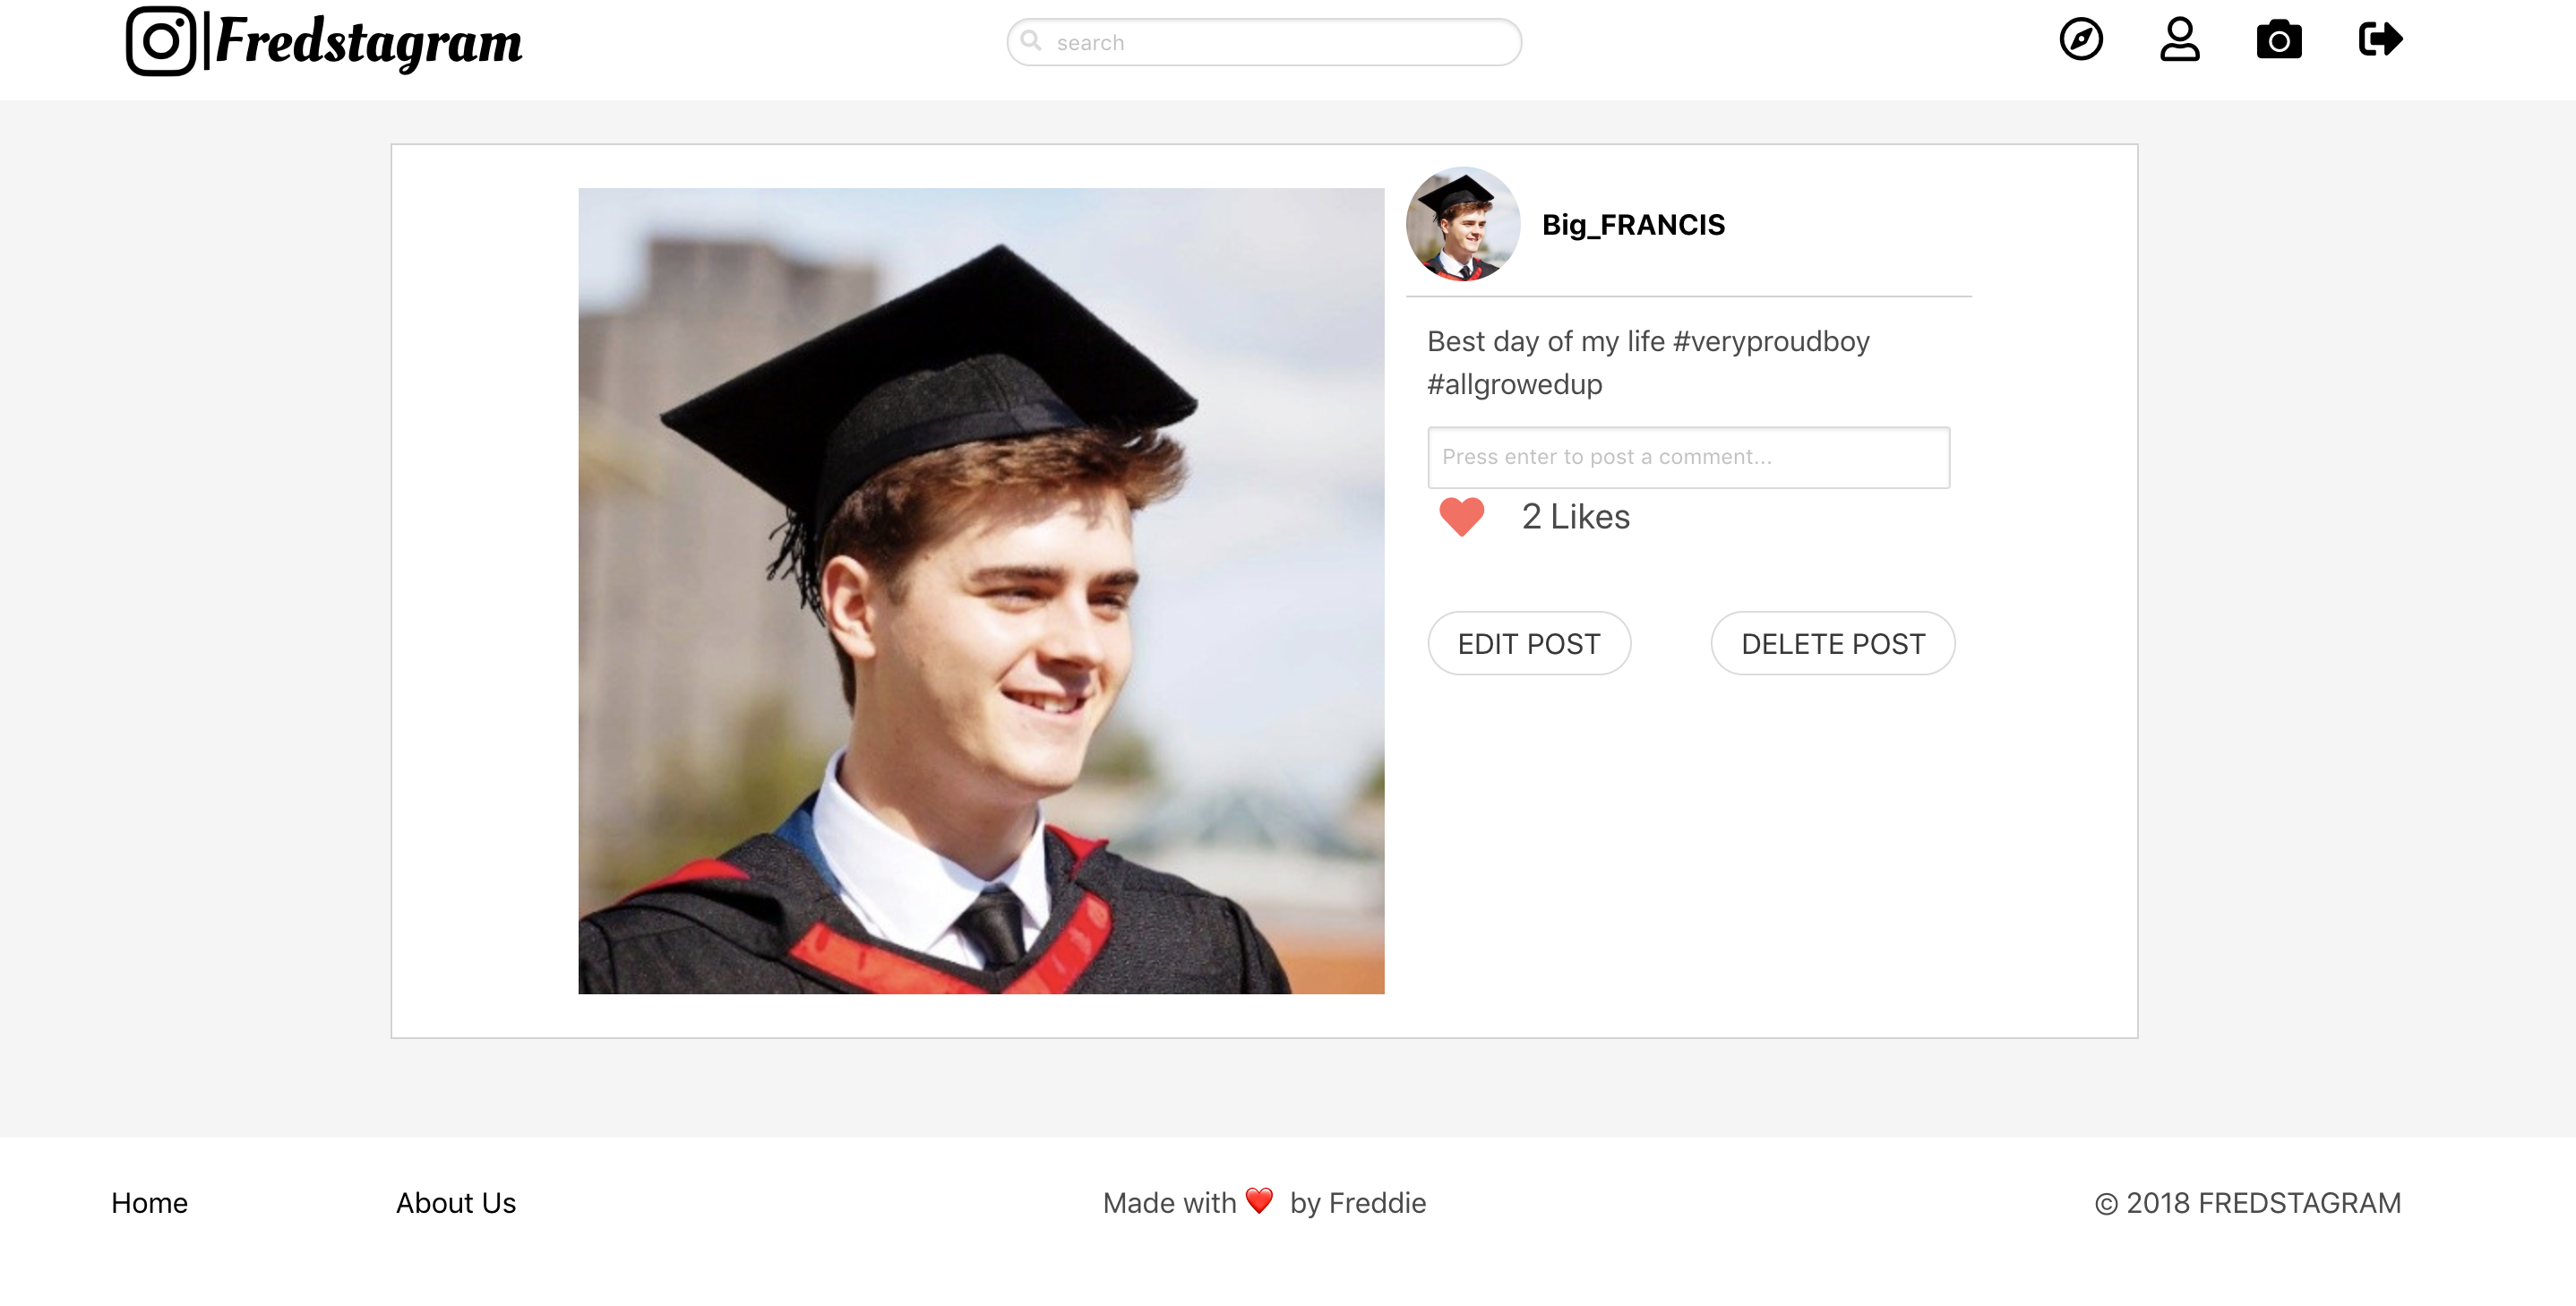 Fredstagram
search
Big_FRANCIS
Best day of my life #veryproudboy
#allgrowedup
Press enter to post a comment...
2 Likes
EDIT POST
DELETE POST
Home
About Us
Made with ❤️ by Freddie
© 2018 FREDSTAGRAM